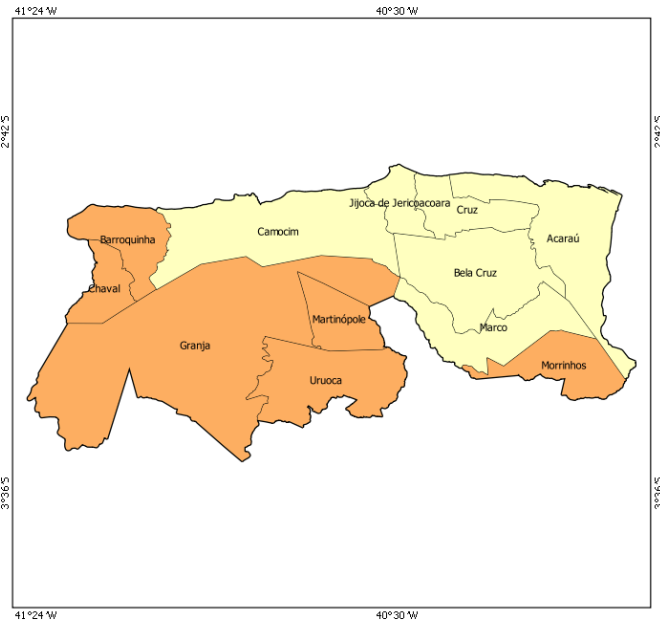 41°24 'W 40°30 'W
2°42'S 2°42'S
Jijoca de Jericoacoara
Cruz
Camocim
Acaraú
Barroquinha
Bela Cruz
Chaval
Martinópole
Marco
Granja
Morrinhos
Uruoca
3°36'S 3°36'S
41°24 'W 40°30 'W